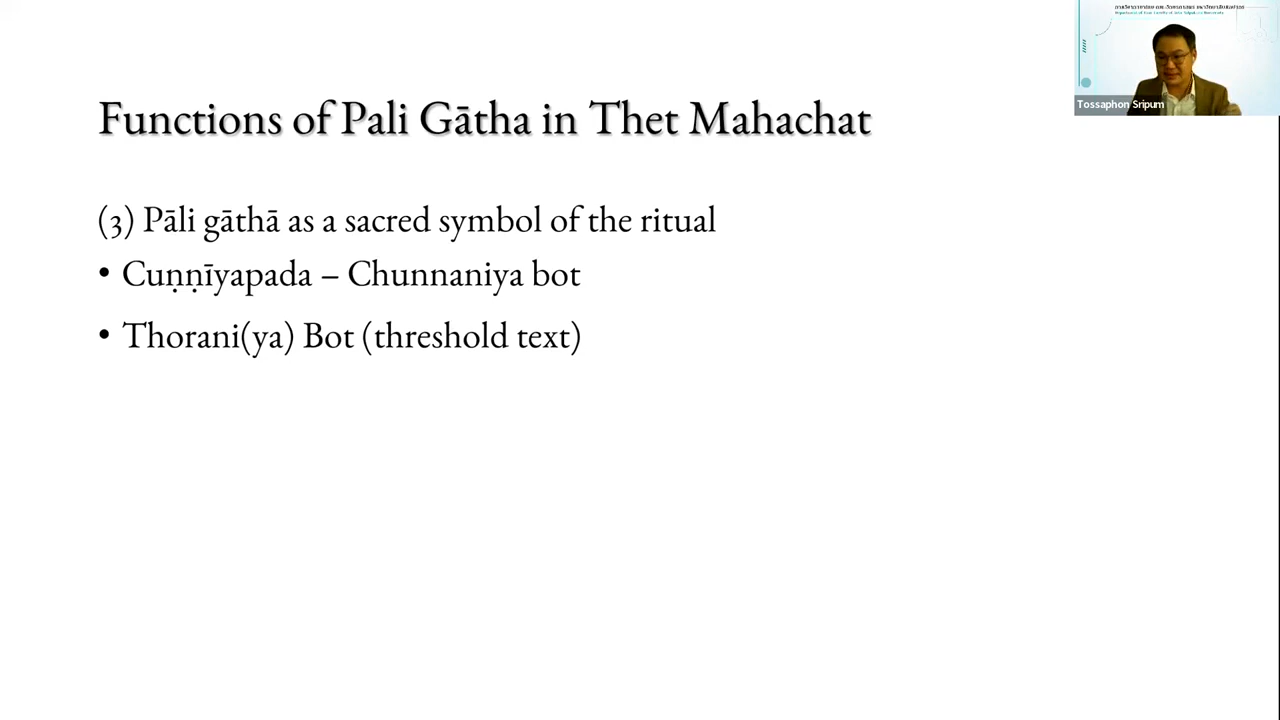 Functions of Pali Gātha in Thet Mahachat
(3) Pāli gāthā as a sacred symbol of the ritual
• Cuṇṇīyapada – Chunnaniya bot
• Thorani(ya) Bot (threshold text)
Tossaphon Sripum